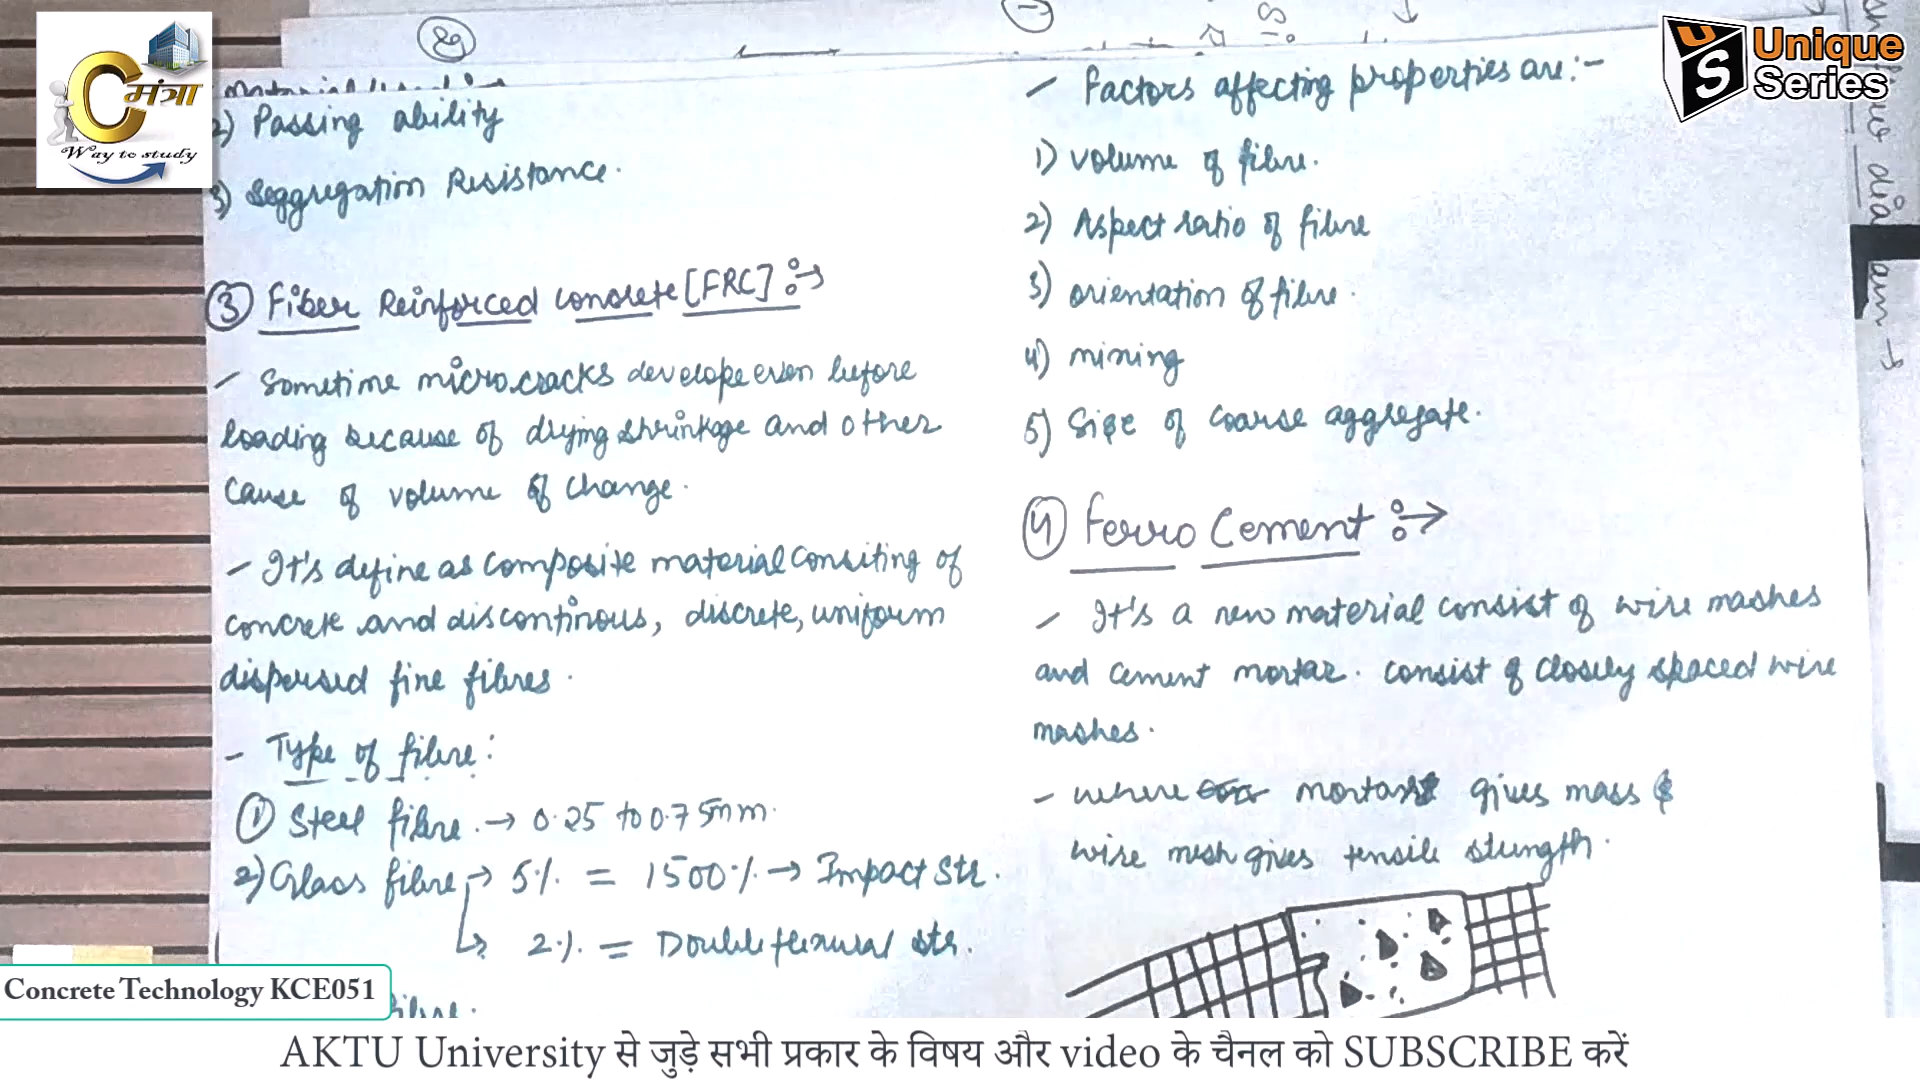 C मंत्रा
Way to study
US Unique
Series
29
2) Passing ability
3) Seggregation Resistance.
③ Fiber Reinforced Concrete [FRC] :→
- Sometime micro cracks develope even before
loading because of drying shrinkage and other
cause of volume of change.
- It's define as composite material consiting of
concrete and discontinous, discrete, uniform
dispersed fine fibres.
- Type of fibre:
① Steel fibre. → 0.25 to 0.75mm.
2) Glass fibre → 5% = 1500% → Impact Str.
↳ 2% = Double flexural str.
fibre.
- Factors affecting properties are:-
1) volume of fibre.
2) Aspect ratio of fibre
3) orientation of fibre.
4) mixing
5) Size of coarse aggregate.
④ Ferro Cement :→
- It's a new material consist of wire mashes
and cement mortar. consist of closely spaced wire
mashes.
- where mortar gives mass &
wire mesh gives tensile strength.
Concrete Technology KCE051
AKTU University से जुड़े सभी प्रकार के विषय और video के चैनल को SUBSCRIBE करें